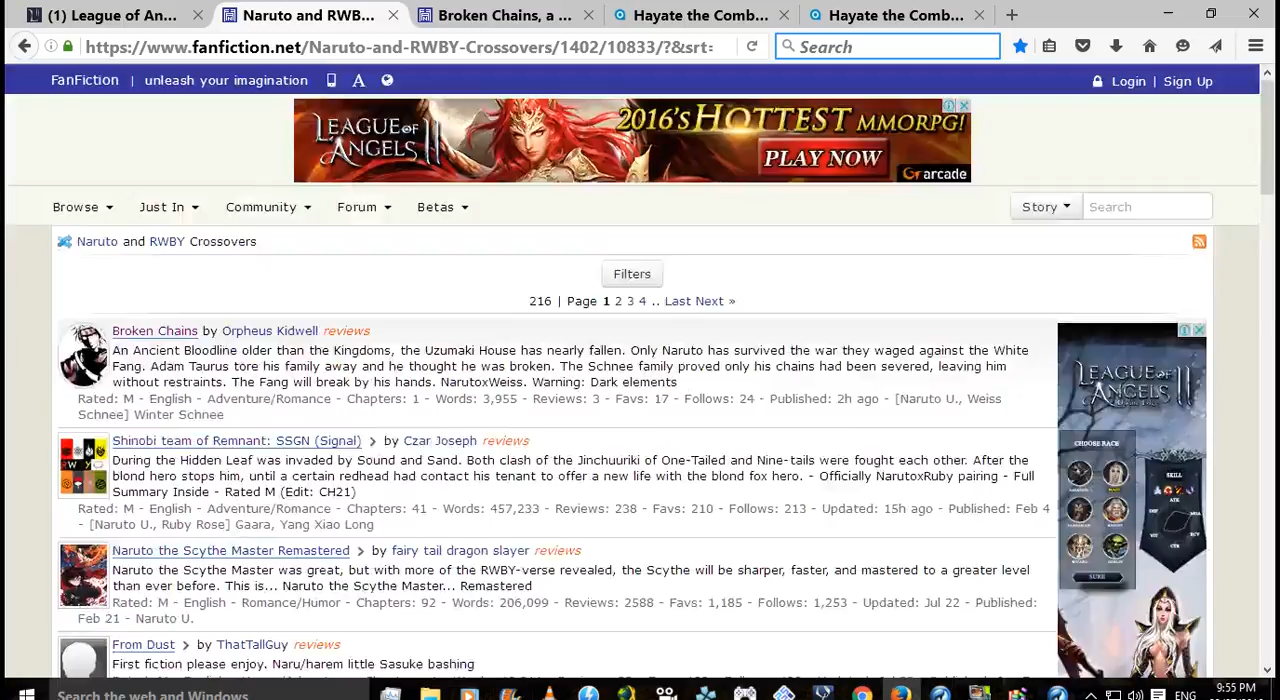 (1) League of An... × Naruto and RWB... × Broken Chains, a ... × Hayate the Comb... × Hayate the Comb... ×
https://www.fanfiction.net/Naruto-and-RWBY-Crossovers/1402/10833/?&srt= Search
FanFiction | unleash your imagination A Login | Sign Up
LEAGUE OF ANGELS II
2016'S HOTTEST MMORPG!
PLAY NOW
GTarcade
Browse Just In Community Forum Betas Story Search
Naruto and RWBY Crossovers
Filters
216 | Page 1 2 3 4 .. Last Next »
Broken Chains by Orpheus Kidwell reviews
An Ancient Bloodline older than the Kingdoms, the Uzumaki House has nearly fallen. Only Naruto has survived the war they waged against the White
Fang. Adam Taurus tore his family away and he thought he was broken. The Schnee family proved only his chains had been severed, leaving him
without restraints. The Fang will break by his hands. NarutoxWeiss. Warning: Dark elements
Rated: M - English - Adventure/Romance - Chapters: 1 - Words: 3,955 - Reviews: 3 - Favs: 17 - Follows: 24 - Published: 2h ago - [Naruto U., Weiss
Schnee] Winter Schnee
Shinobi team of Remnant: SSGN (Signal) > by Czar Joseph reviews
During the Hidden Leaf was invaded by Sound and Sand. Both clash of the Jinchuuriki of One-Tailed and Nine-tails were fought each other. After the
blond hero stops him, until a certain redhead had contact his tenant to offer a new life with the blond fox hero. - Officially NarutoxRuby pairing - Full
Summary Inside - Rated M (Edit: CH21)
Rated: M - English - Adventure/Romance - Chapters: 41 - Words: 457,233 - Reviews: 238 - Favs: 210 - Follows: 213 - Updated: 15h ago - Published: Feb 4
- [Naruto U., Ruby Rose] Gaara, Yang Xiao Long
Naruto the Scythe Master Remastered > by fairy tail dragon slayer reviews
Naruto the Scythe Master was great, but with more of the RWBY-verse revealed, the Scythe will be sharper, faster, and mastered to a greater level
than ever before. This is... Naruto the Scythe Master... Remastered
Rated: M - English - Romance/Humor - Chapters: 92 - Words: 206,099 - Reviews: 2588 - Favs: 1,185 - Follows: 1,253 - Updated: Jul 22 - Published:
Feb 21 - Naruto U.
From Dust > by ThatTallGuy reviews
First fiction please enjoy. Naru/harem little Sasuke bashing
LEAGUE OF ANGELS II
CHOOSE RACE
SKILL
SURE
Search the web and Windows
ENG
9:55 PM